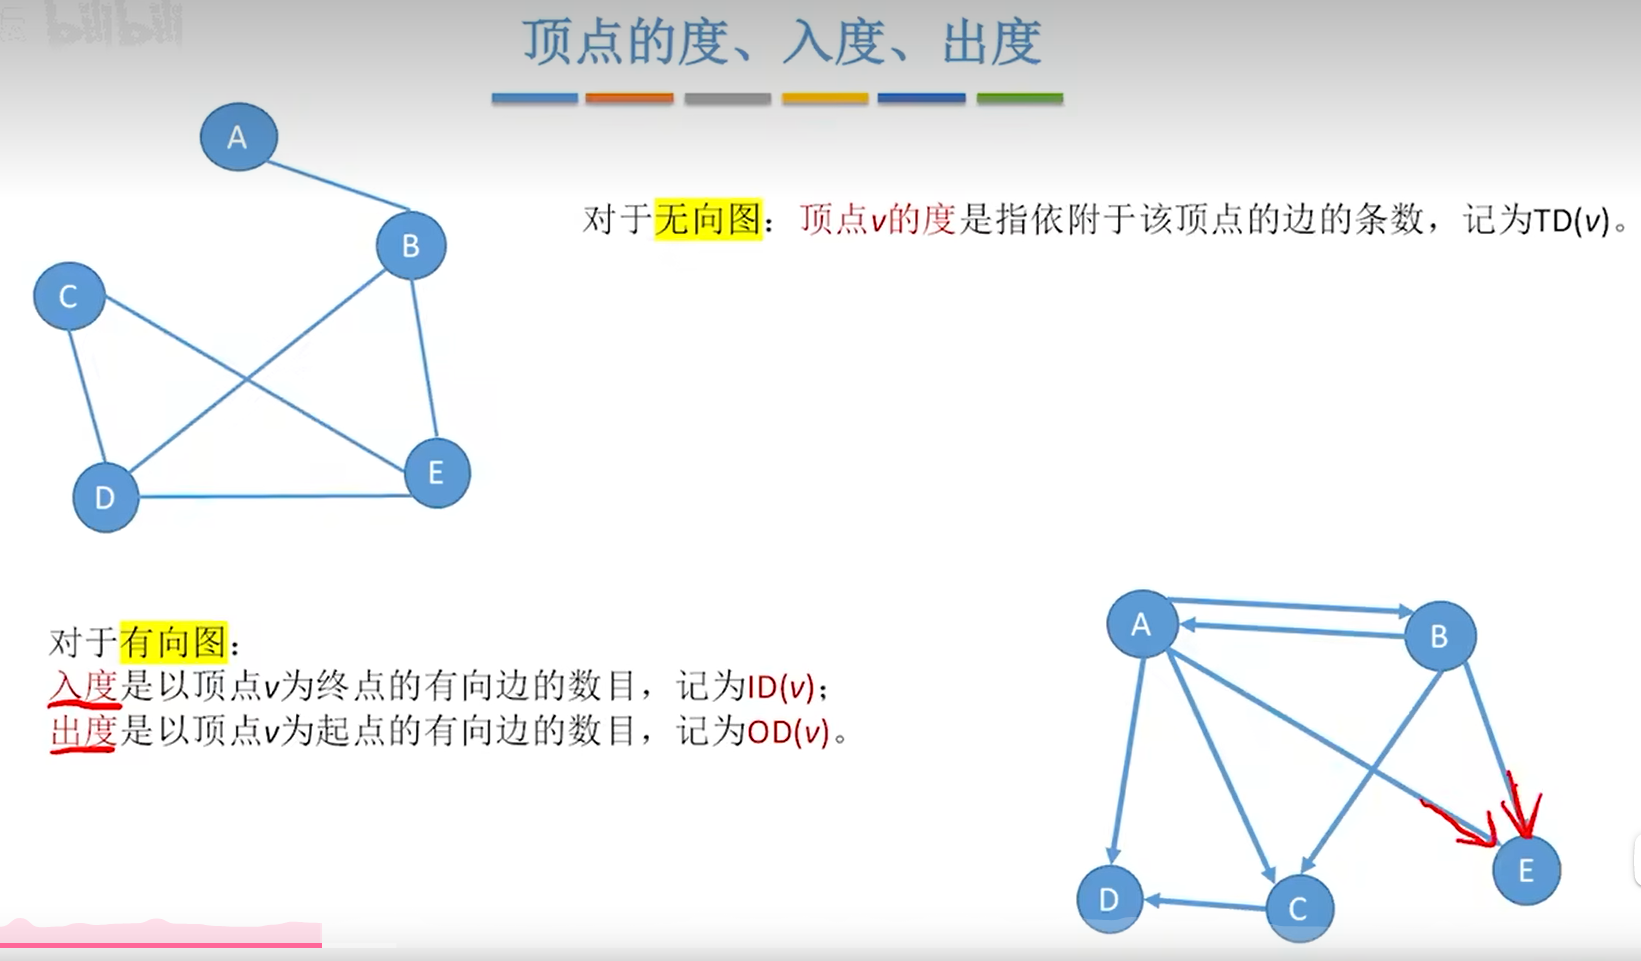 bilibili
顶点的度、入度、出度
A
B
C
D
E
对于无向图：顶点v的度是指依附于该顶点的边的条数，记为TD(v)。
对于有向图：
入度是以顶点v为终点的有向边的数目，记为ID(v)；
出度是以顶点v为起点的有向边的数目，记为OD(v)。
A
B
D
C
E